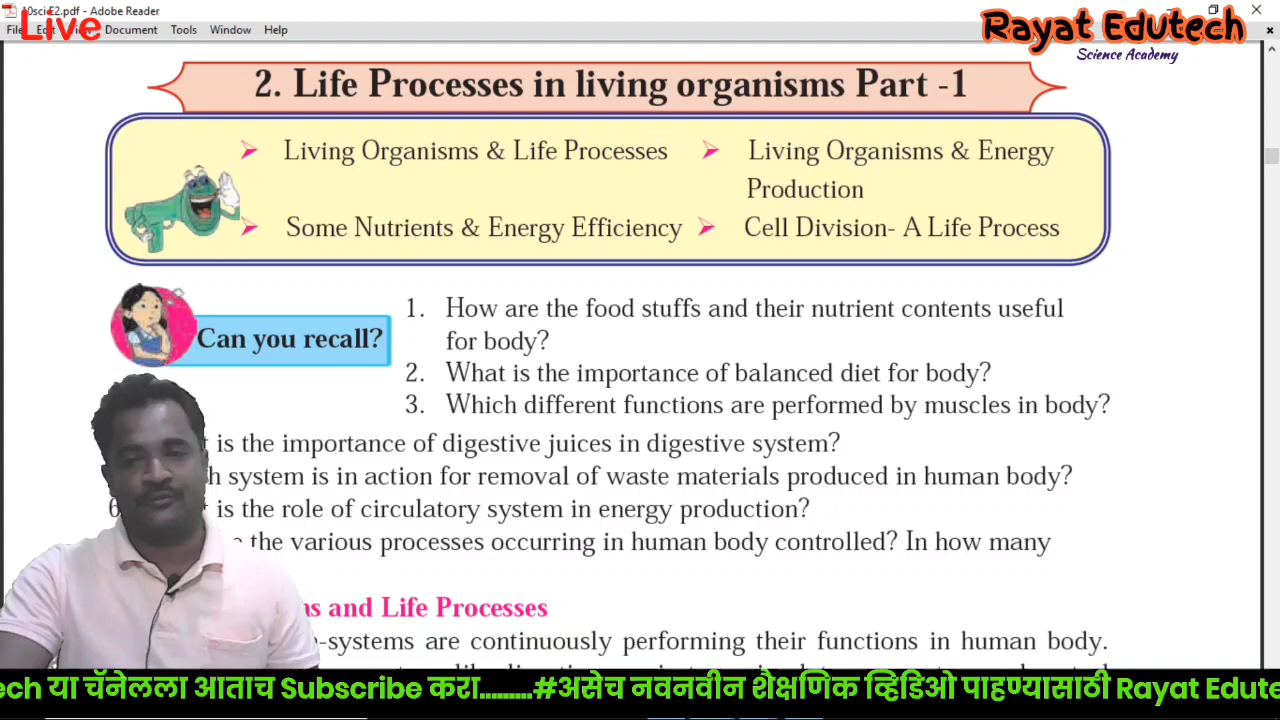 10sci-E2.pdf - Adobe Reader
Live
File Edit Document Tools Window Help
Rayat Edutech
Science Academy
2. Life Processes in living organisms Part -1
Living Organisms & Life Processes
Living Organisms & Energy
Production
Some Nutrients & Energy Efficiency
Cell Division- A Life Process
Can you recall?
1. How are the food stuffs and their nutrient contents useful
for body?
2. What is the importance of balanced diet for body?
3. Which different functions are performed by muscles in body?
is the importance of digestive juices in digestive system?
system is in action for removal of waste materials produced in human body?
is the role of circulatory system in energy production?
the various processes occurring in human body controlled? In how many
and Life Processes
-systems are continuously performing their functions in human body.
tech या चॅनेलला आताच Subscribe करा.........#असेच नवनवीन शैक्षणिक व्हिडिओ पाहण्यासाठी Rayat Edute